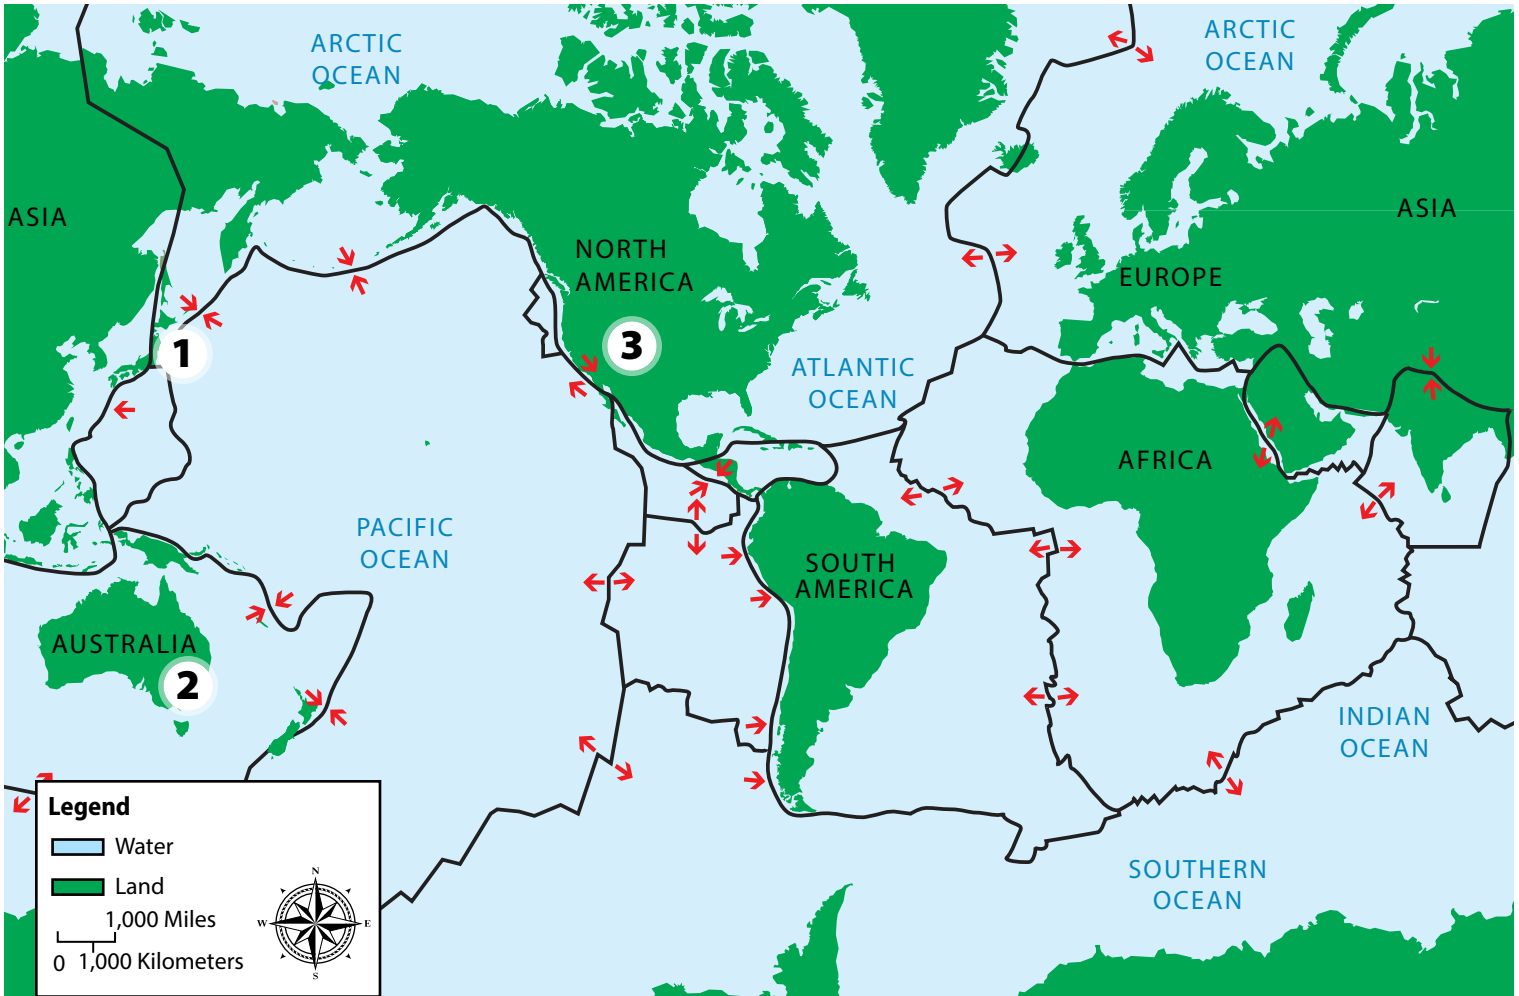 ARCTIC
OCEAN
ARCTIC
OCEAN
ASIA
ASIA
NORTH
AMERICA
EUROPE
3
1
ATLANTIC
OCEAN
AFRICA
PACIFIC
OCEAN
SOUTH
AMERICA
AUSTRALIA
2
INDIAN
OCEAN
SOUTHERN
OCEAN
Legend
Water
Land
1,000 Miles
0 1,000 Kilometers
N
W E
S